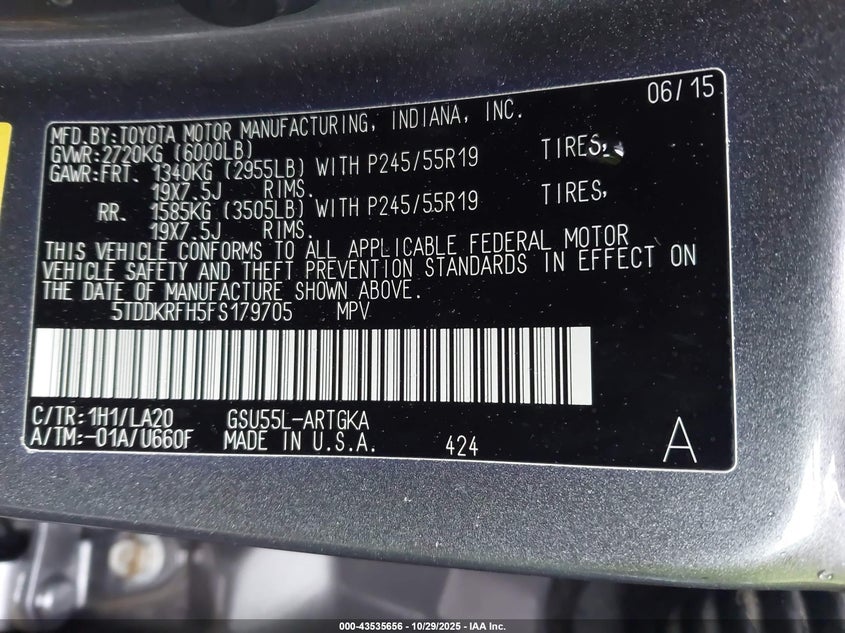 06/15
MFD.BY:TOYOTA MOTOR MANUFACTURING, INDIANA, INC.
GVWR:2720KG (6000LB)
GAWR:FRT. 1340KG (2955LB) WITH P245/55R19 TIRES,
19X7.5J RIMS.
RR. 1585KG (3505LB) WITH P245/55R19 TIRES,
19X7.5J RIMS.
THIS VEHICLE CONFORMS TO ALL APPLICABLE FEDERAL MOTOR
VEHICLE SAFETY AND THEFT PREVENTION STANDARDS IN EFFECT ON
THE DATE OF MANUFACTURE SHOWN ABOVE.
5TDDKRFH5FS179705 MPV
C/TR:1H1/LA20 GSU55L-ARTGKA
A/TM:-01A/U660F MADE IN U.S.A. 424 A
000-43535656 - 10/29/2025 - IAA Inc.